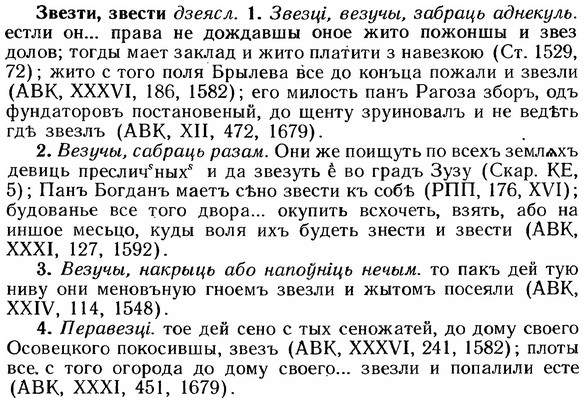 Звезти, звести дзеясл. 1. Звезці, везучы, забраць аднекуль.
естли он... права не дождавшы оное жито пожоншы и звез
долов; тогды мает заклад и жито платити з навезкою (Ст. 1529,
72); жито с того поля Брылева все до коньца пожали и звезли
(АВК, XXXVI, 186, 1582); его милость панъ Рагоза зборъ, одъ
фундаторовъ постановеный, до щенту зруиновалъ и не ведѣть
гдѣ звезлъ (АВК, XII, 472, 1679).
2. Везучы, сабраць разам. Они же поищуть по всехъ землѧхъ
девиць преслич⁸ных⁸ и да звезуть ѐ во градъ Зузу (Скар. КЕ,
5); Панъ Богданъ маетъ сѣно звести къ собѣ (РПП, 176, XVI);
будованье все того двора... окупить всхочеть, взять, або на
иншое месьцо, куды воля ихъ будеть знести и звести (АВК,
XXXI, 127, 1592).
3. Везучы, накрыць або напоўніць нечым. то пакъ дей тую
ниву они меновъную гноемъ звезли и жытомъ посеяли (АВК,
XXIV, 114, 1548).
4. Перавезці. тое дей сено с тых сеножатей, до дому своего
Осовецкого покосившы, звезъ (АВК, XXXVI, 241, 1582); плоты
все. с того огорода до дому своего... звезли и попалили есте
(АВК, XXXI, 451, 1679).